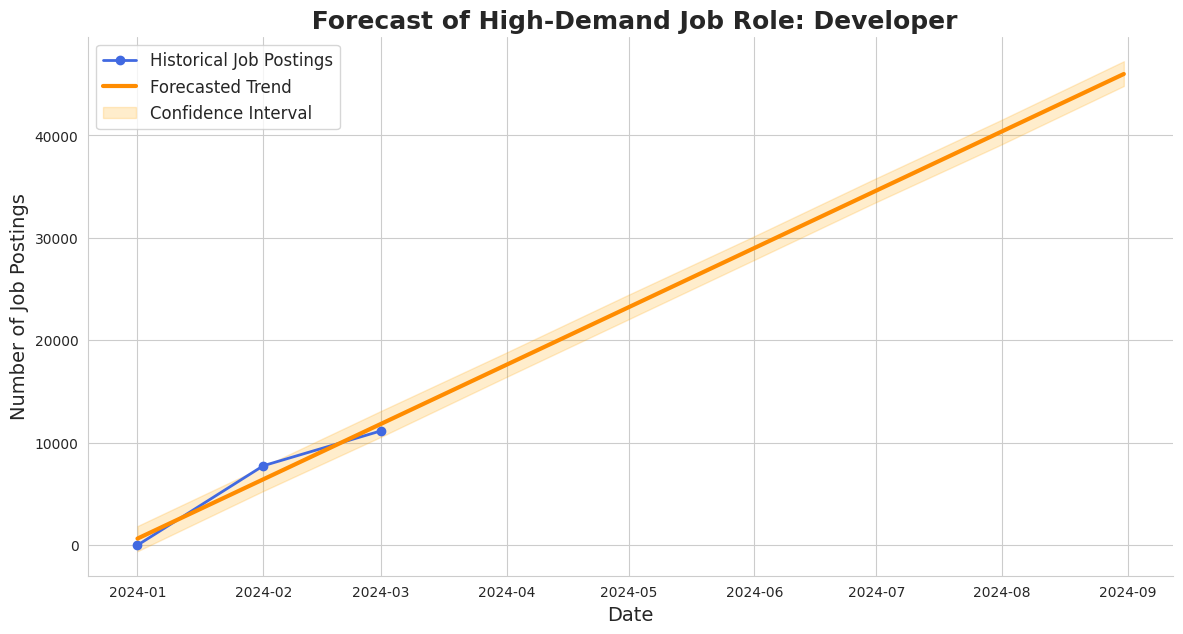 Forecast of High-Demand Job Role: Developer
Historical Job Postings
Forecasted Trend
Confidence Interval
Number of Job Postings
40000
30000
20000
10000
0
2024-01 2024-02 2024-03 2024-04 2024-05 2024-06 2024-07 2024-08 2024-09
Date